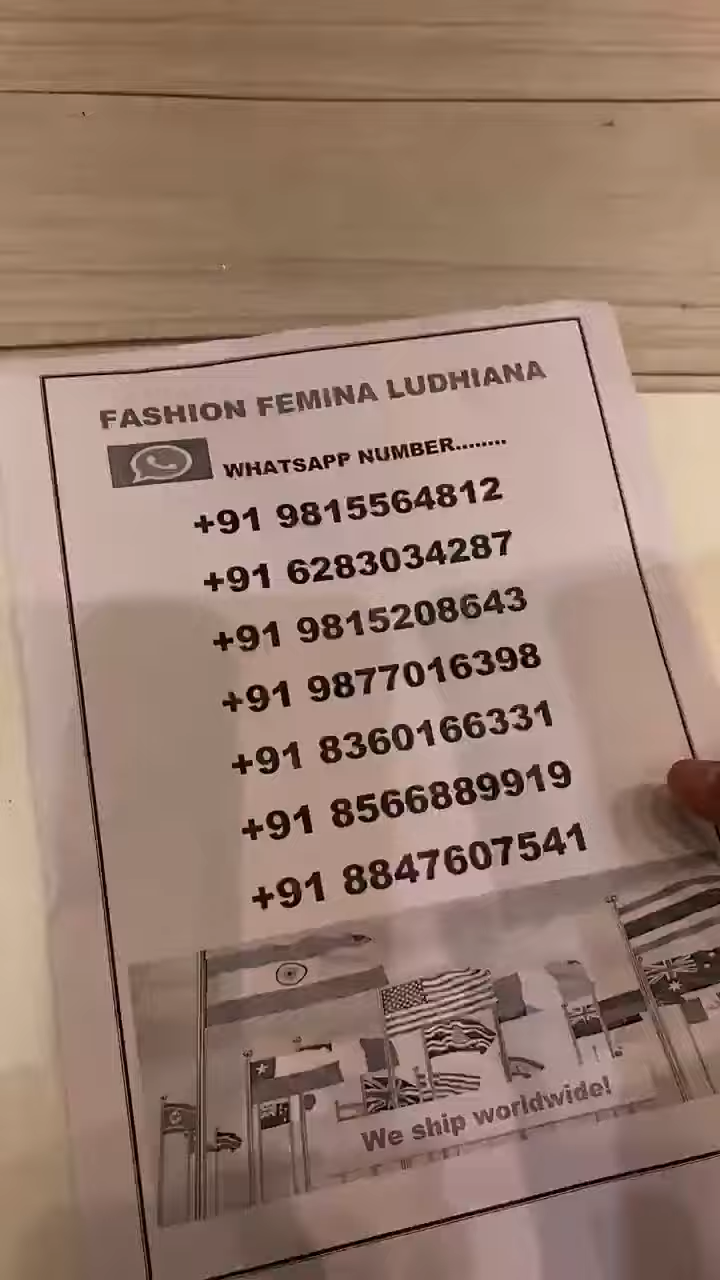 FASHION FEMINA LUDHIANA
WHATSAPP NUMBER........
+91 9815564812
+91 6283034287
+91 9815208643
+91 9877016398
+91 8360166331
+91 8566889919
+91 8847607541
We ship worldwide!